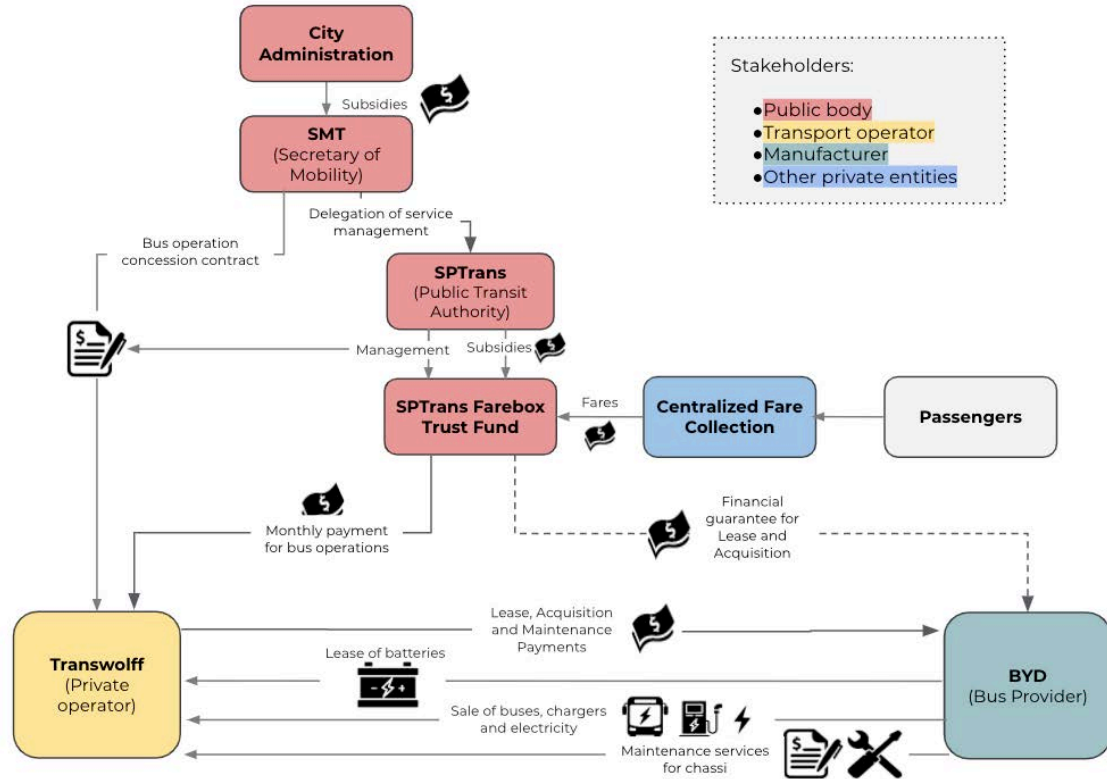 City
Administration
Subsidies
SMT
(Secretary of
Mobility)
Stakeholders:
●Public body
●Transport operator
●Manufacturer
●Other private entities
Delegation of service
management
Bus operation
concession contract
SPTrans
(Public Transit
Authority)
Management
Subsidies
SPTrans Farebox
Trust Fund
Fares
Centralized Fare
Collection
Passengers
Monthly payment
for bus operations
Financial
guarantee for
Lease and
Acquisition
Transwolff
(Private
operator)
Lease, Acquisition
and Maintenance
Payments
Lease of batteries
Sale of buses, chargers
and electricity
Maintenance services
for chassi
BYD
(Bus Provider)